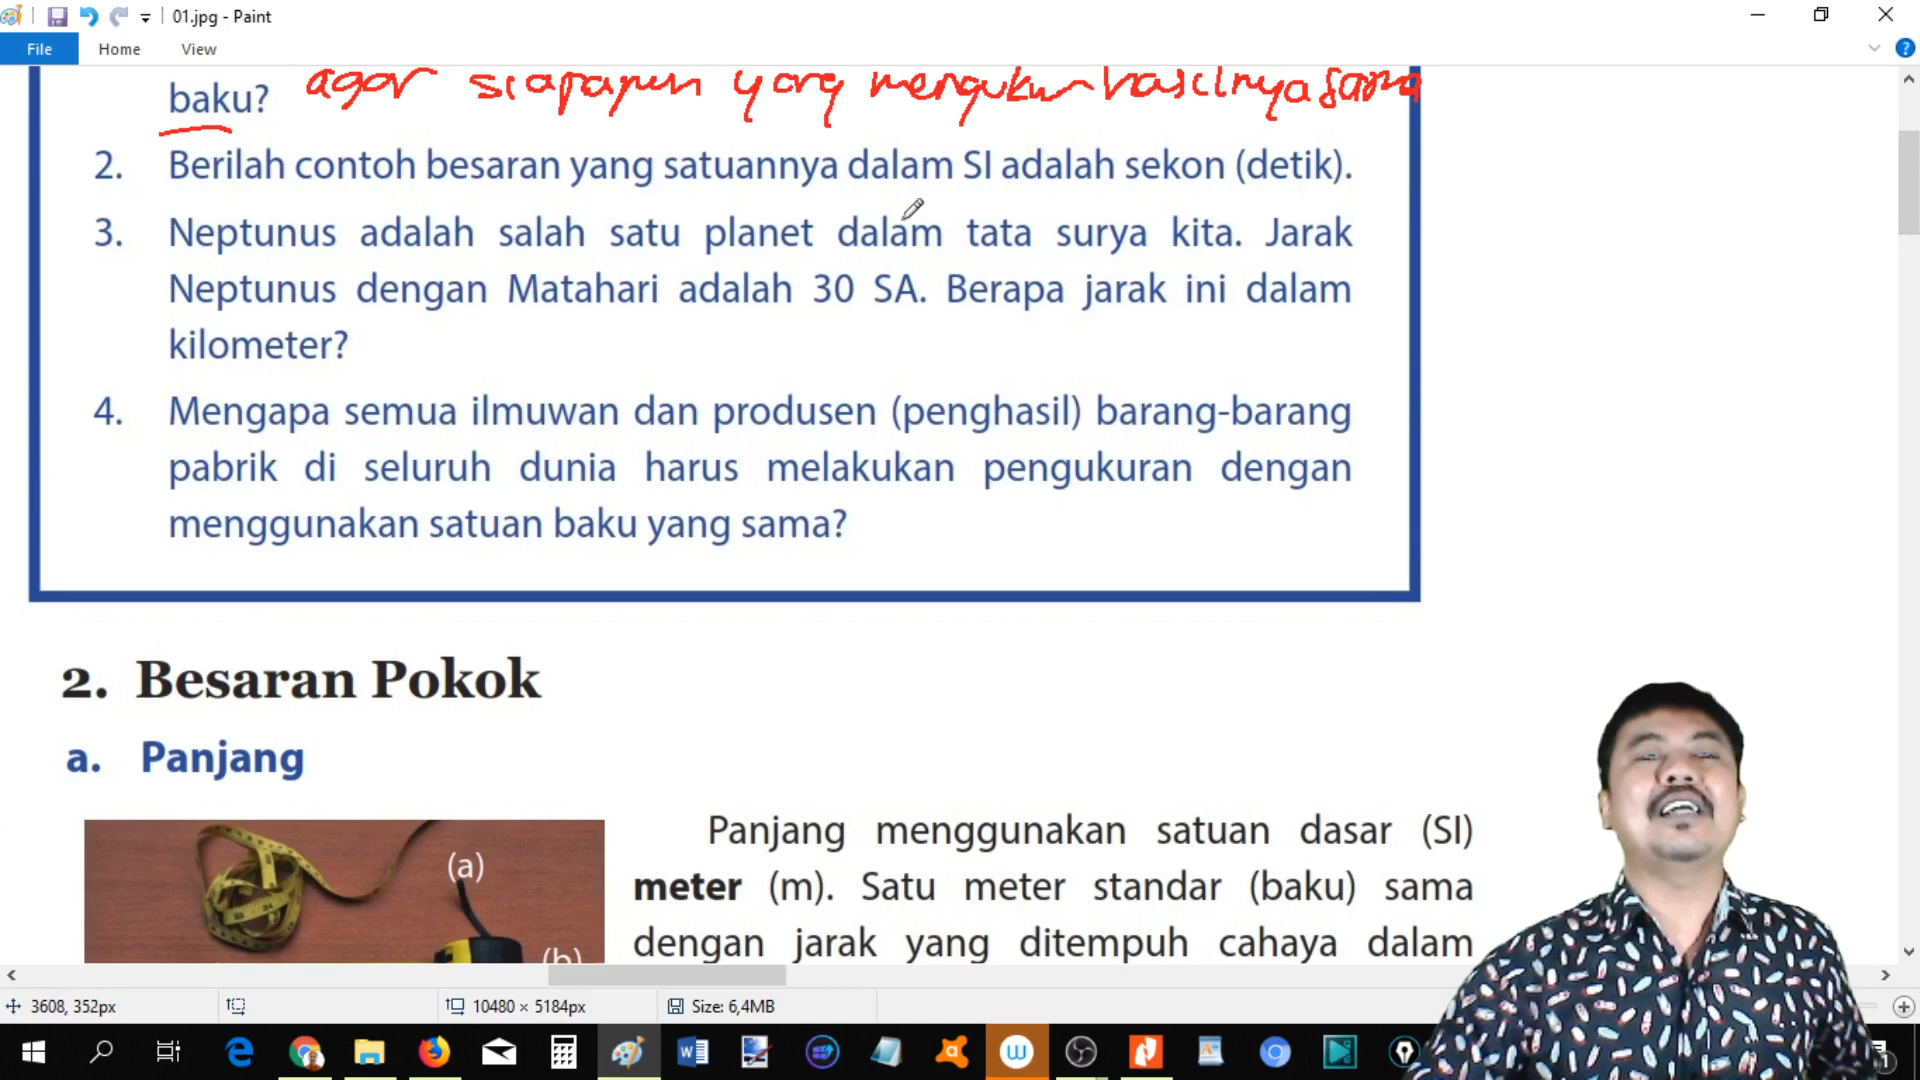 01.jpg - Paint
File Home View
baku? agar siapapun yang mengukur hasilnya sama
2. Berilah contoh besaran yang satuannya dalam SI adalah sekon (detik).
3. Neptunus adalah salah satu planet dalam tata surya kita. Jarak
Neptunus dengan Matahari adalah 30 SA. Berapa jarak ini dalam
kilometer?
4. Mengapa semua ilmuwan dan produsen (penghasil) barang-barang
pabrik di seluruh dunia harus melakukan pengukuran dengan
menggunakan satuan baku yang sama?
2. Besaran Pokok
a. Panjang
(a)
(b)
Panjang menggunakan satuan dasar (SI)
meter (m). Satu meter standar (baku) sama
dengan jarak yang ditempuh cahaya dalam
3608, 352px 10480 × 5184px Size: 6,4MB